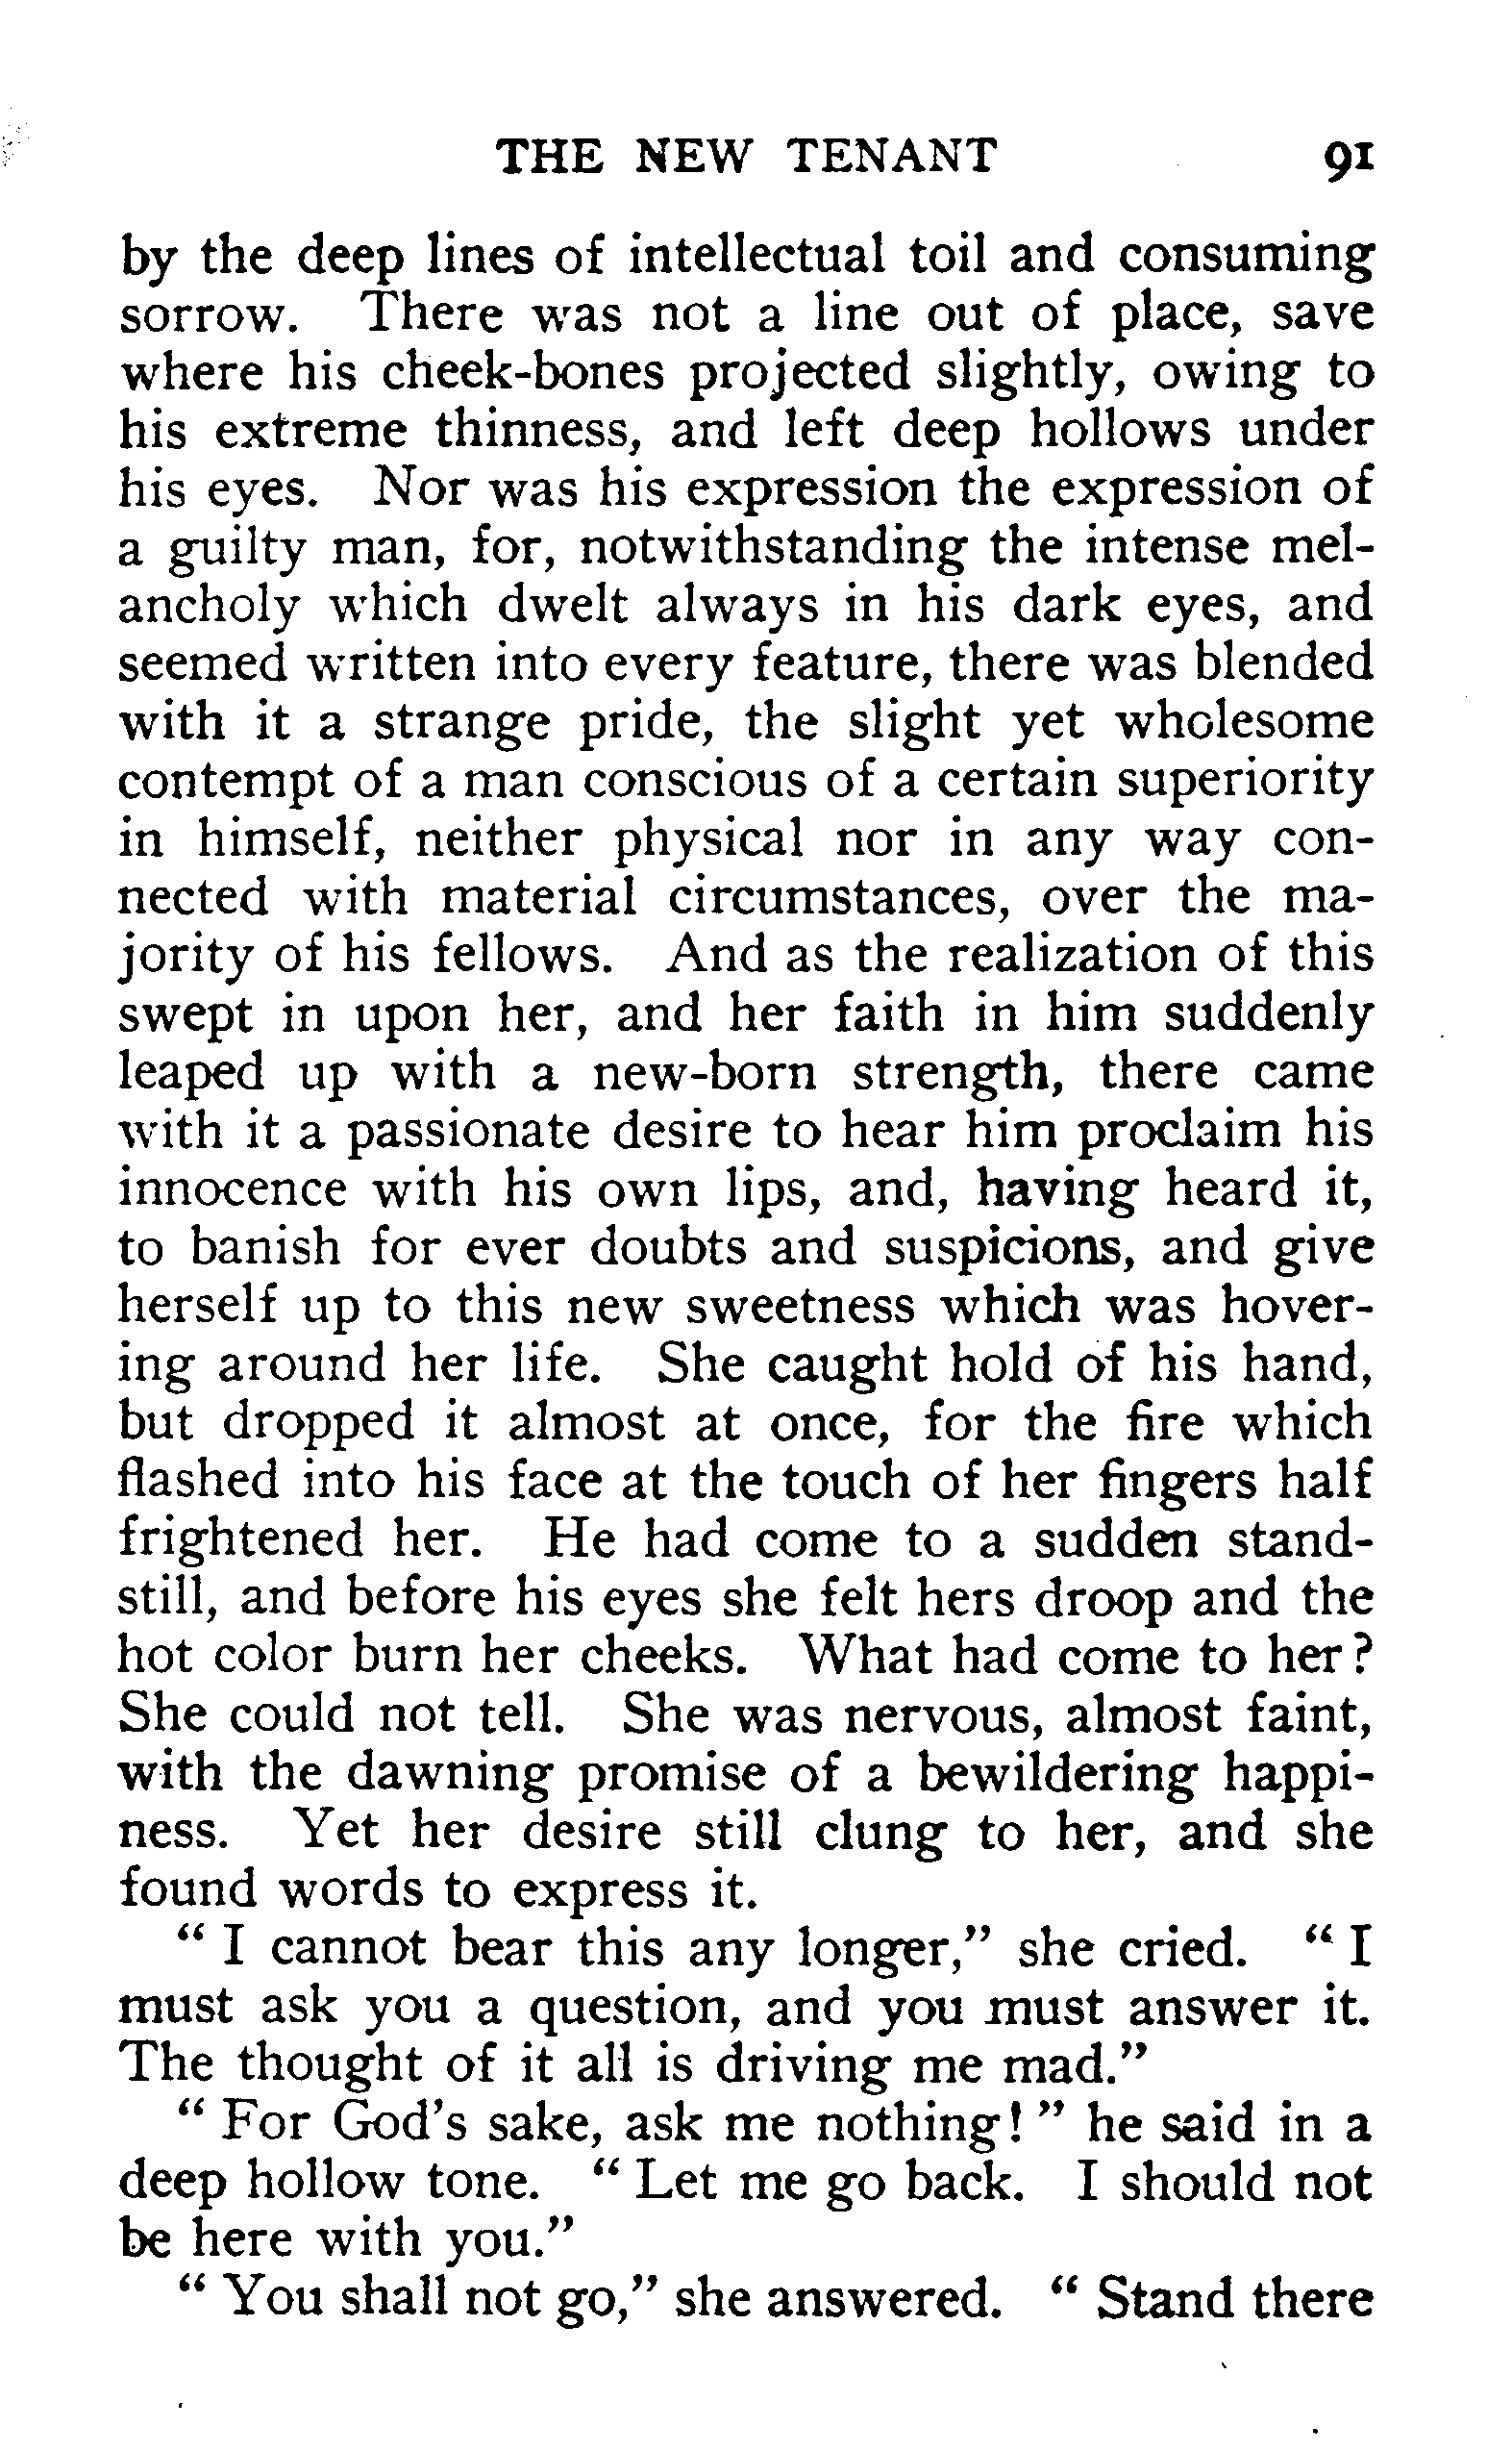 THE NEW TENANT 91
by the deep lines of intellectual toil and consuming
sorrow. There was not a line out of place, save
where his cheek-bones projected slightly, owing to
his extreme thinness, and left deep hollows under
his eyes. Nor was his expression the expression of
a guilty man, for, notwithstanding the intense mel-
ancholy which dwelt always in his dark eyes, and
seemed written into every feature, there was blended
with it a strange pride, the slight yet wholesome
contempt of a man conscious of a certain superiority
in himself, neither physical nor in any way con-
nected with material circumstances, over the ma-
jority of his fellows. And as the realization of this
swept in upon her, and her faith in him suddenly
leaped up with a new-born strength, there came
with it a passionate desire to hear him proclaim his
innocence with his own lips, and, having heard it,
to banish for ever doubts and suspicions, and give
herself up to this new sweetness which was hover-
ing around her life. She caught hold of his hand,
but dropped it almost at once, for the fire which
flashed into his face at the touch of her fingers half
frightened her. He had come to a sudden stand-
still, and before his eyes she felt hers droop and the
hot color burn her cheeks. What had come to her?
She could not tell. She was nervous, almost faint,
with the dawning promise of a bewildering happi-
ness. Yet her desire still clung to her, and she
found words to express it.
"I cannot bear this any longer," she cried. "I
must ask you a question, and you must answer it.
The thought of it all is driving me mad."
"For God's sake, ask me nothing!" he said in a
deep hollow tone. "Let me go back. I should not
be here with you."
"You shall not go," she answered. "Stand there